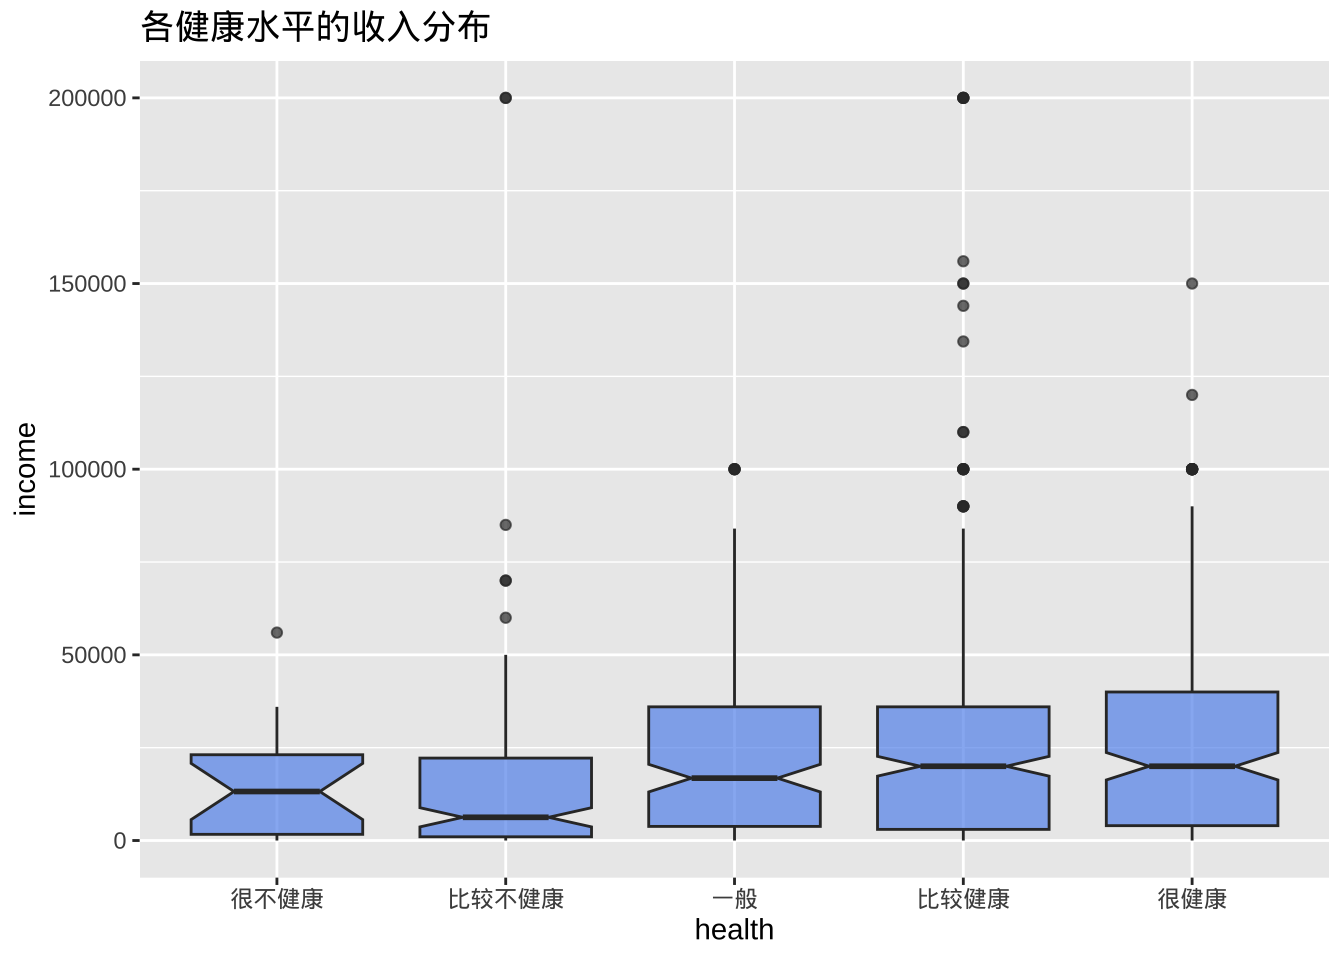 各健康水平的收入分布
200000
150000
100000
50000
0
income
很不健康
比较不健康
一般
比较健康
很健康
health